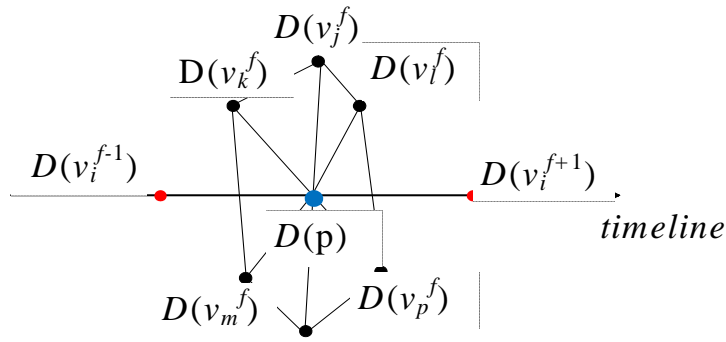 D(v_j^f)
D(v_k^f) D(v_l^f)
D(v_i^{f-1}) D(v_i^{f+1})
timeline
D(p)
D(v_m^f) D(v_p^f)